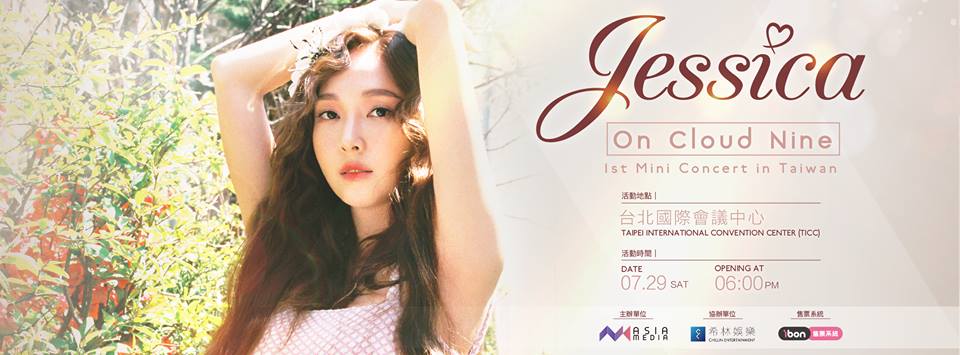 Jessica
On Cloud Nine
1st Mini Concert in Taiwan
活動地點|
台北國際會議中心
TAIPEI INTERNATIONAL CONVENTION CENTER (TICC)
活動時間|
DATE OPENING AT
07.29 SAT 06:00PM
主辦單位| 協辦單位| 售票系統|
ASIA MEDIA 希林娛樂 ibon 售票系統
CHILLIN ENTERTAINMENT